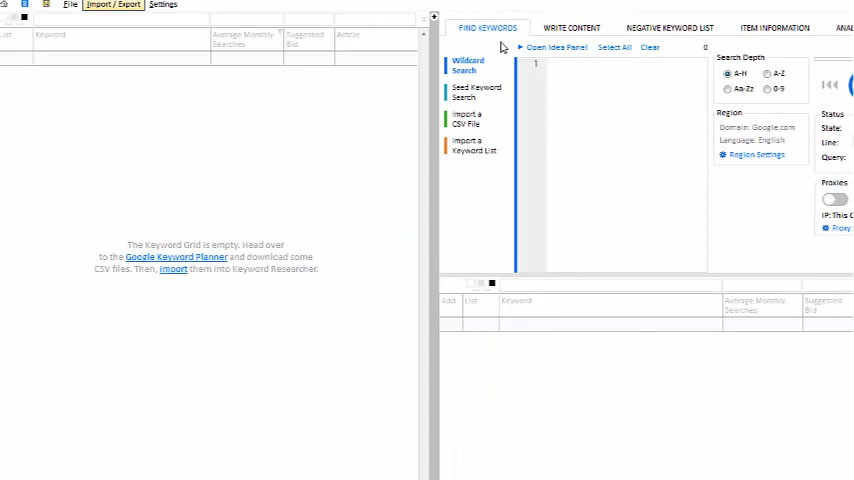 File Import / Export Settings
List Keyword Average Monthly Searches Suggested Bid Article
The Keyword Grid is empty. Head over
to the Google Keyword Planner and download some
CSV files. Then, Import them into Keyword Researcher.
FIND KEYWORDS WRITE CONTENT NEGATIVE KEYWORD LIST ITEM INFORMATION
Open Idea Panel Select All Clear 0
Wildcard
Search
Seed Keyword
Search
Import a
CSV File
Import a
Keyword List
1
Search Depth
A-H A-Z
Aa-Zz 0-9
Region
Domain: Google.com
Language: English
Region Settings
Status
State:
Line:
Query:
Proxies
IP: This C
Proxy
Add List Keyword Average Monthly Searches Suggested Bid